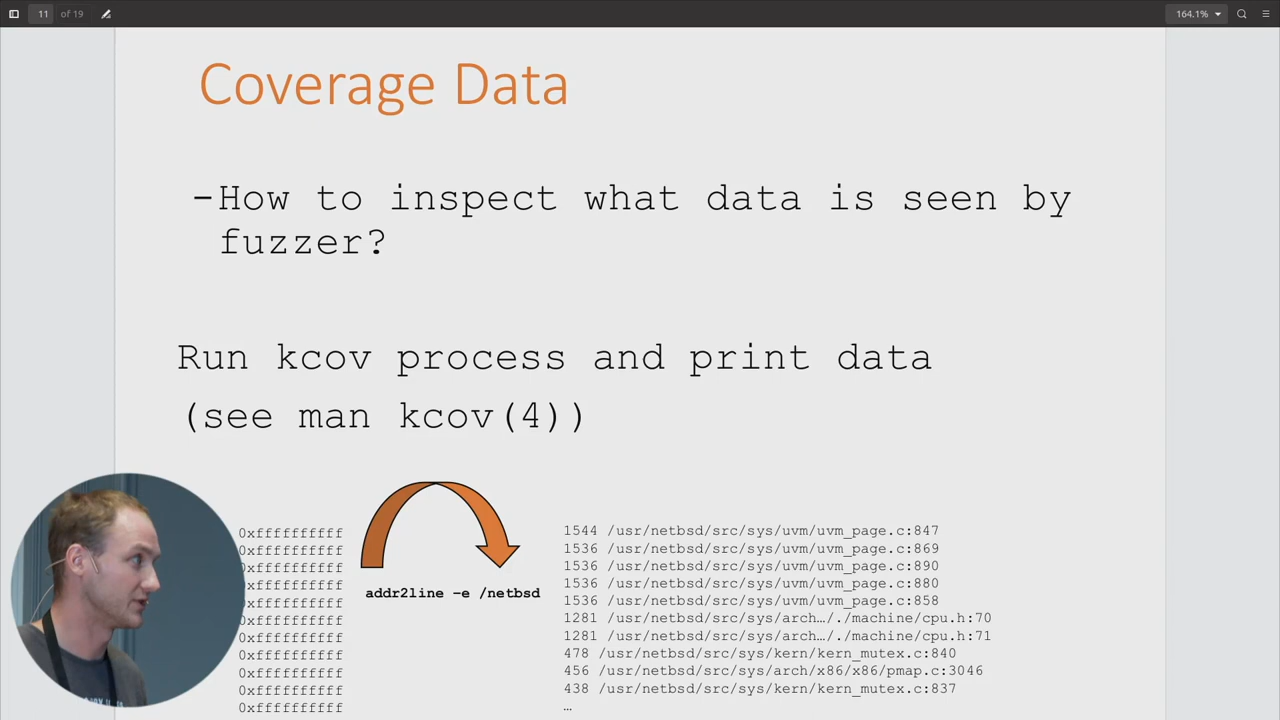 11 of 19
164.1%
Coverage Data
-How to inspect what data is seen by
fuzzer?
Run kcov process and print data
(see man kcov(4))
0xffffffffff
0xffffffffff
0xffffffffff
0xffffffffff
0xffffffffff
0xffffffffff
0xffffffffff
0xffffffffff
0xffffffffff
0xffffffffff
0xffffffffff
addr2line -e /netbsd
1544 /usr/netbsd/src/sys/uvm/uvm_page.c:847
1536 /usr/netbsd/src/sys/uvm/uvm_page.c:869
1536 /usr/netbsd/src/sys/uvm/uvm_page.c:890
1536 /usr/netbsd/src/sys/uvm/uvm_page.c:880
1536 /usr/netbsd/src/sys/uvm/uvm_page.c:858
1281 /usr/netbsd/src/sys/arch…/./machine/cpu.h:70
1281 /usr/netbsd/src/sys/arch…/./machine/cpu.h:71
478 /usr/netbsd/src/sys/kern/kern_mutex.c:840
456 /usr/netbsd/src/sys/arch/x86/x86/pmap.c:3046
438 /usr/netbsd/src/sys/kern/kern_mutex.c:837
…